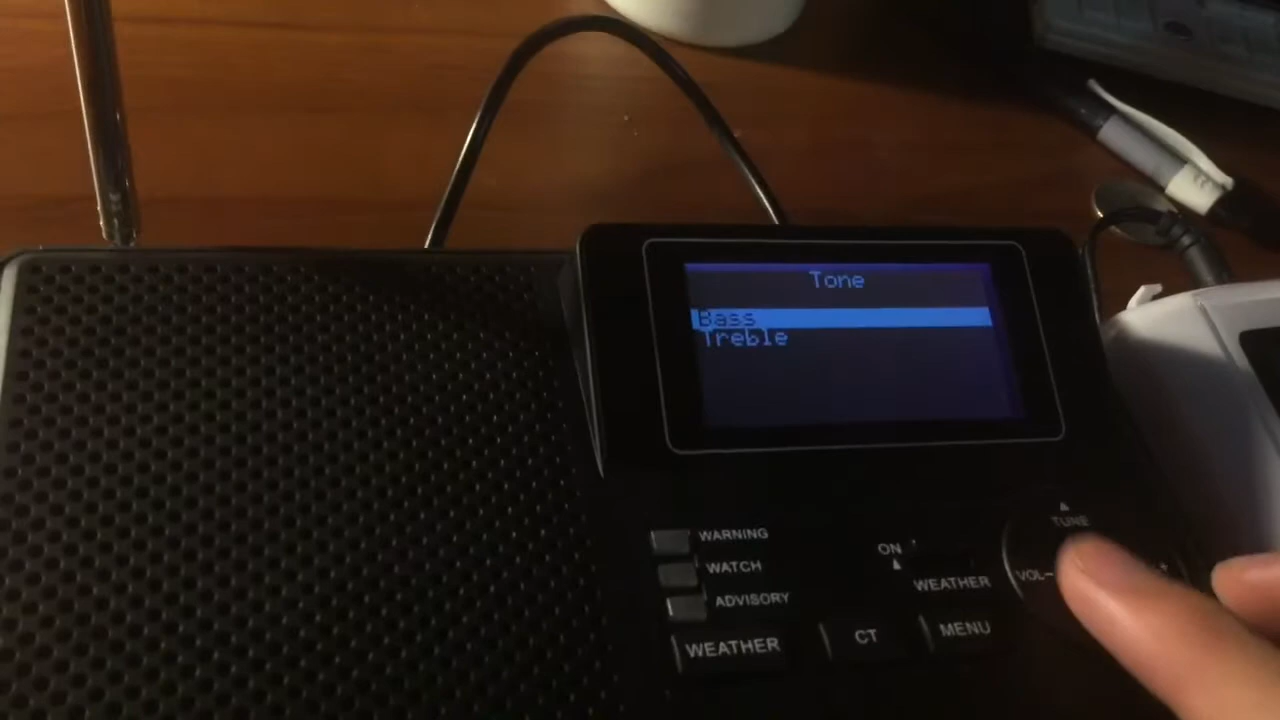 Tone
Bass
Treble
WARNING
WATCH
ADVISORY
WEATHER
CT
MENU
ON
WEATHER
TUNE
VOL-
+